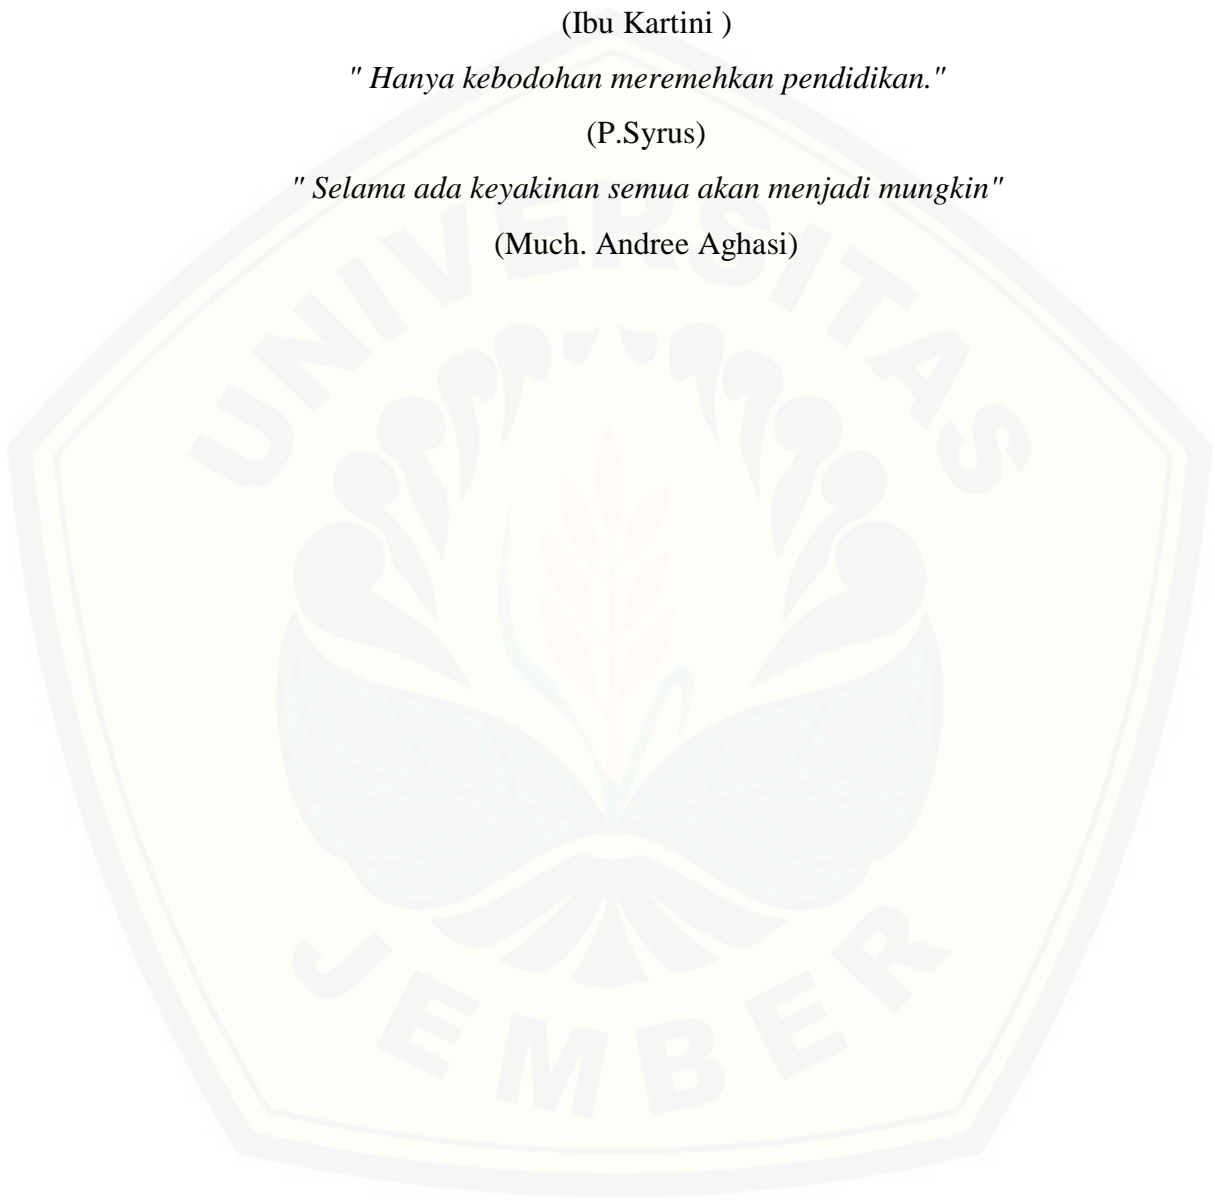 (Ibu Kartini )
" Hanya kebodohan meremehkan pendidikan."
(P.Syrus)
" Selama ada keyakinan semua akan menjadi mungkin"
(Much. Andree Aghasi)
UNIVERSITAS
JEMBER